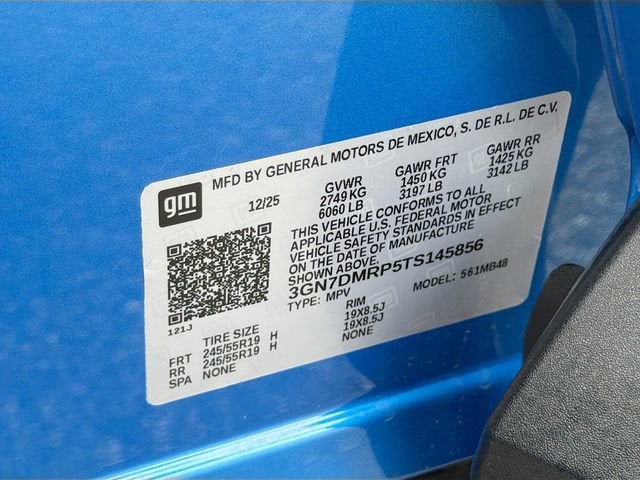 gm
MFD BY GENERAL MOTORS DE MEXICO, S. DE R.L. DE C.V.
12/25 GVWR GAWR FRT GAWR RR
2749 KG 1450 KG 1425 KG
6060 LB 3197 LB 3142 LB
THIS VEHICLE CONFORMS TO ALL
APPLICABLE U.S. FEDERAL MOTOR
VEHICLE SAFETY STANDARDS IN EFFECT
ON THE DATE OF MANUFACTURE
SHOWN ABOVE.
3GN7DMRP5TS145856
TYPE: MPV MODEL: 561MB48
121J
TIRE SIZE RIM
FRT 245/55R19 H 19X8.5J
RR 245/55R19 H 19X8.5J
SPA NONE NONE